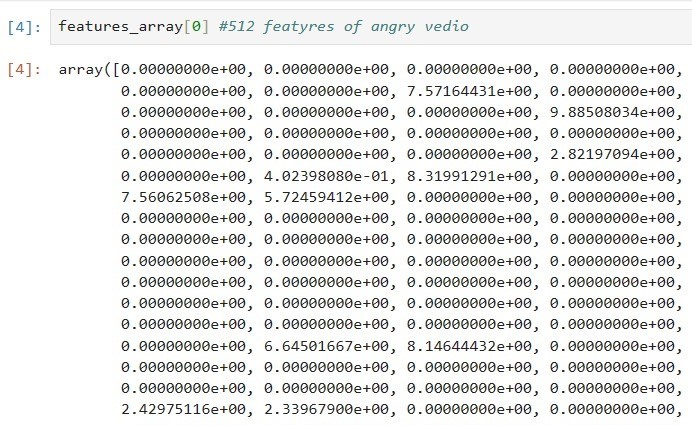 [4]: features_array[0] #512 featyres of angry vedio
[4]: array([0.00000000e+00, 0.00000000e+00, 0.00000000e+00, 0.00000000e+00,
0.00000000e+00, 0.00000000e+00, 7.57164431e+00, 0.00000000e+00,
0.00000000e+00, 0.00000000e+00, 0.00000000e+00, 9.88508034e+00,
0.00000000e+00, 0.00000000e+00, 0.00000000e+00, 0.00000000e+00,
0.00000000e+00, 0.00000000e+00, 0.00000000e+00, 2.82197094e+00,
0.00000000e+00, 4.02398080e-01, 8.31991291e+00, 0.00000000e+00,
7.56062508e+00, 5.72459412e+00, 0.00000000e+00, 0.00000000e+00,
0.00000000e+00, 0.00000000e+00, 0.00000000e+00, 0.00000000e+00,
0.00000000e+00, 0.00000000e+00, 0.00000000e+00, 0.00000000e+00,
0.00000000e+00, 0.00000000e+00, 0.00000000e+00, 0.00000000e+00,
0.00000000e+00, 0.00000000e+00, 0.00000000e+00, 0.00000000e+00,
0.00000000e+00, 0.00000000e+00, 0.00000000e+00, 0.00000000e+00,
0.00000000e+00, 0.00000000e+00, 0.00000000e+00, 0.00000000e+00,
0.00000000e+00, 6.64501667e+00, 8.14644432e+00, 0.00000000e+00,
0.00000000e+00, 0.00000000e+00, 0.00000000e+00, 0.00000000e+00,
0.00000000e+00, 0.00000000e+00, 0.00000000e+00, 0.00000000e+00,
2.42975116e+00, 2.33967900e+00, 0.00000000e+00, 0.00000000e+00,